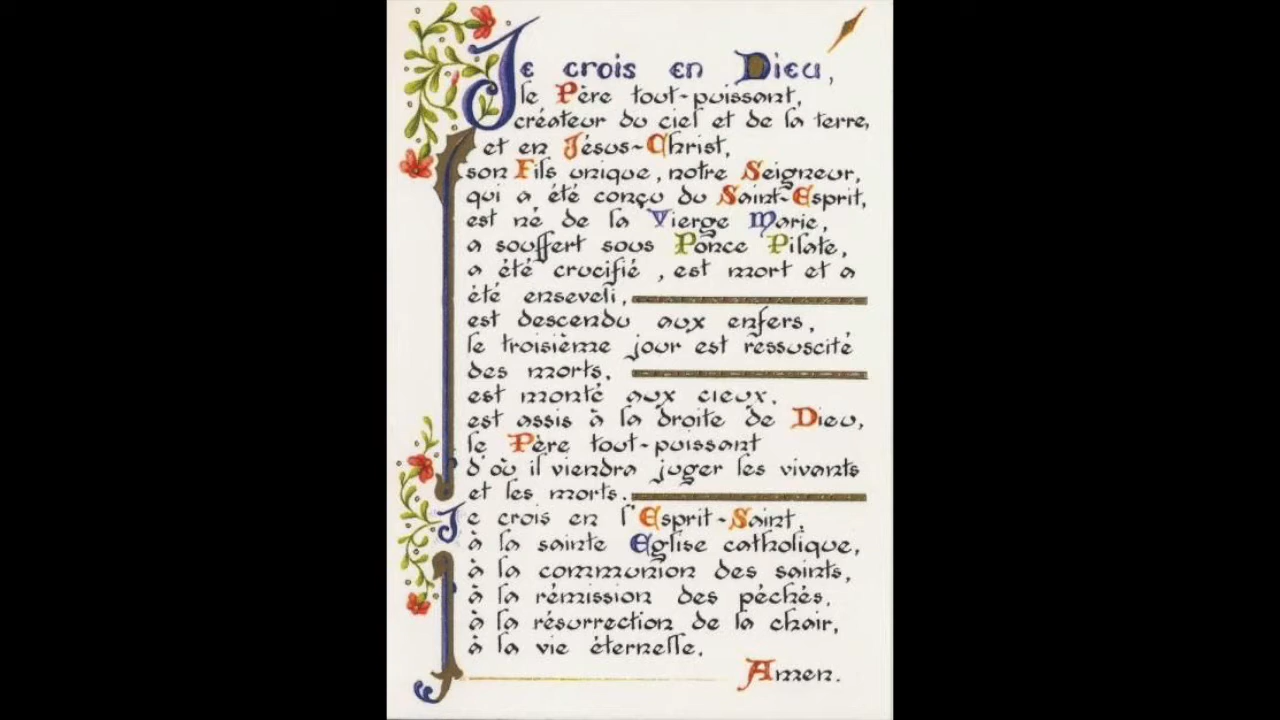 Je crois en Dieu,
le Père tout-puissant,
créateur du ciel et de la terre,
et en Jésus-Christ,
son Fils unique, notre Seigneur,
qui a été conçu du Saint-Esprit,
est né de la Vierge Marie,
a souffert sous Ponce Pilate,
a été crucifié, est mort et a
été enseveli,
est descendu aux enfers,
le troisième jour est ressuscité
des morts,
est monté aux cieux,
est assis à la droite de Dieu,
le Père tout-puissant
d'où il viendra juger les vivants
et les morts.
Je crois en l'Esprit-Saint,
à la sainte Eglise catholique,
à la communion des saints,
à la rémission des péchés,
à la résurrection de la chair,
à la vie éternelle.
Amen.